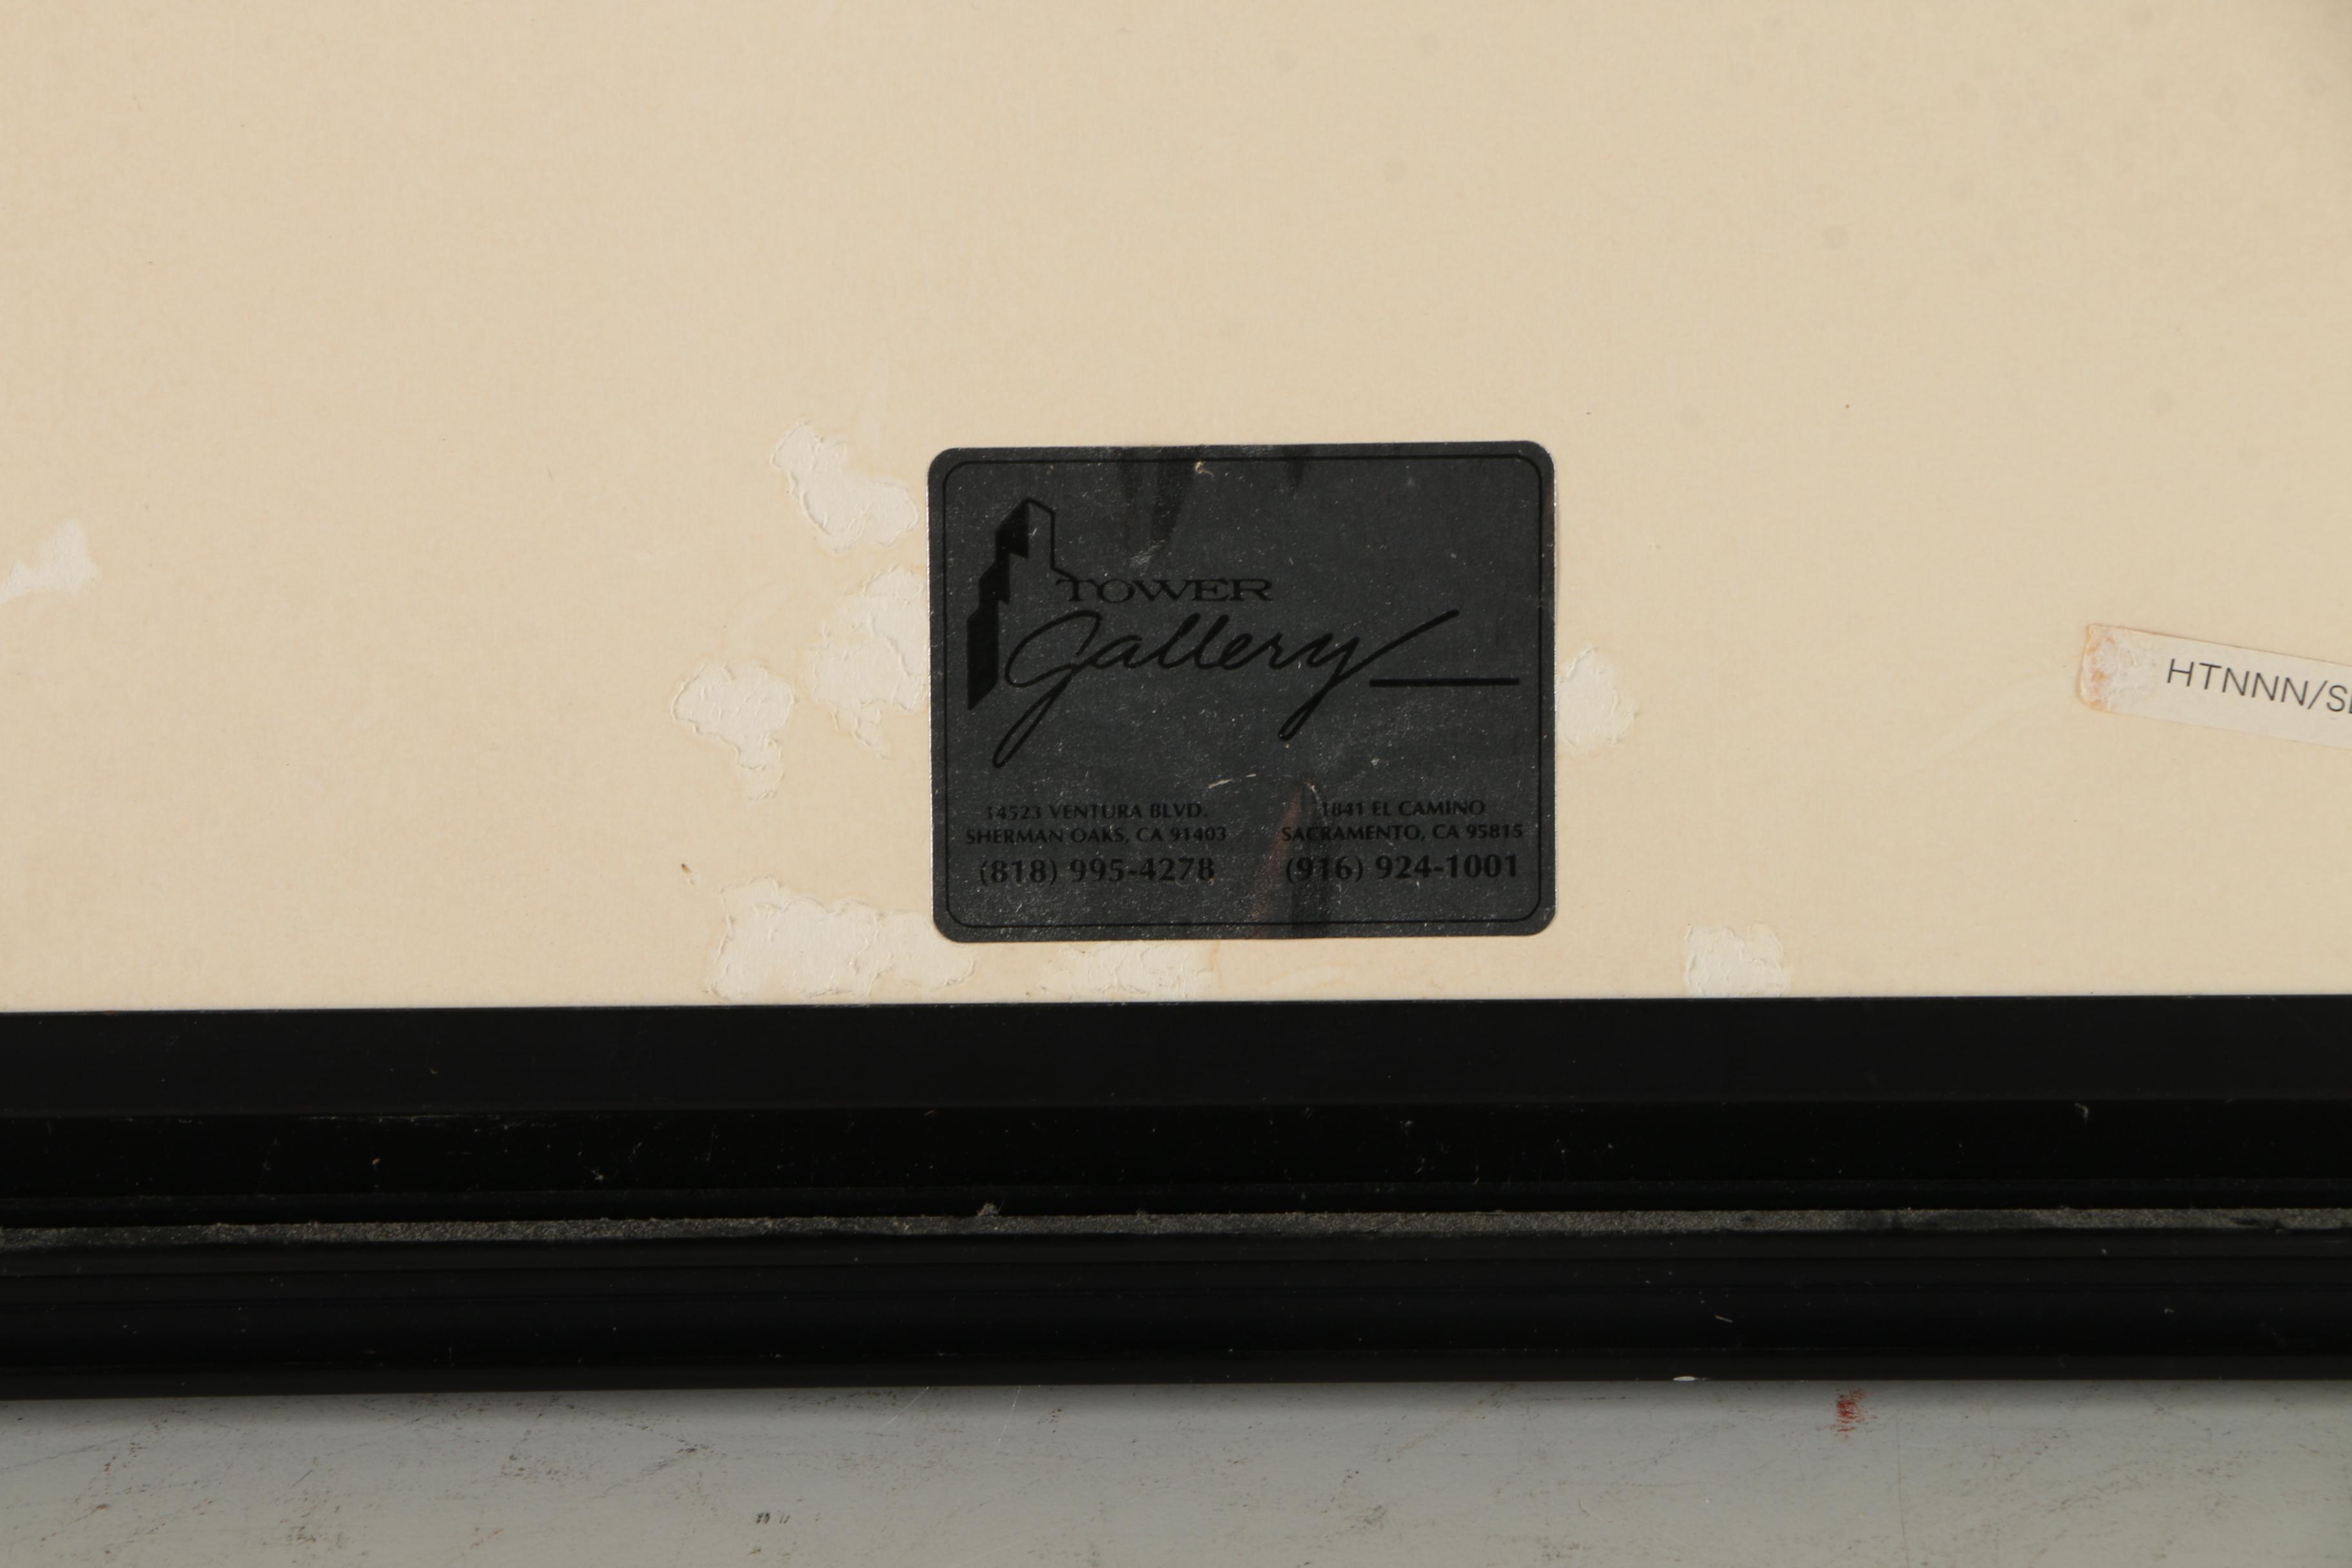 TOWER
Gallery
14523 VENTURA BLVD.
SHERMAN OAKS, CA 91403
(818) 995-4278
1841 EL CAMINO
SACRAMENTO, CA 95815
(916) 924-1001
HTNNN/S